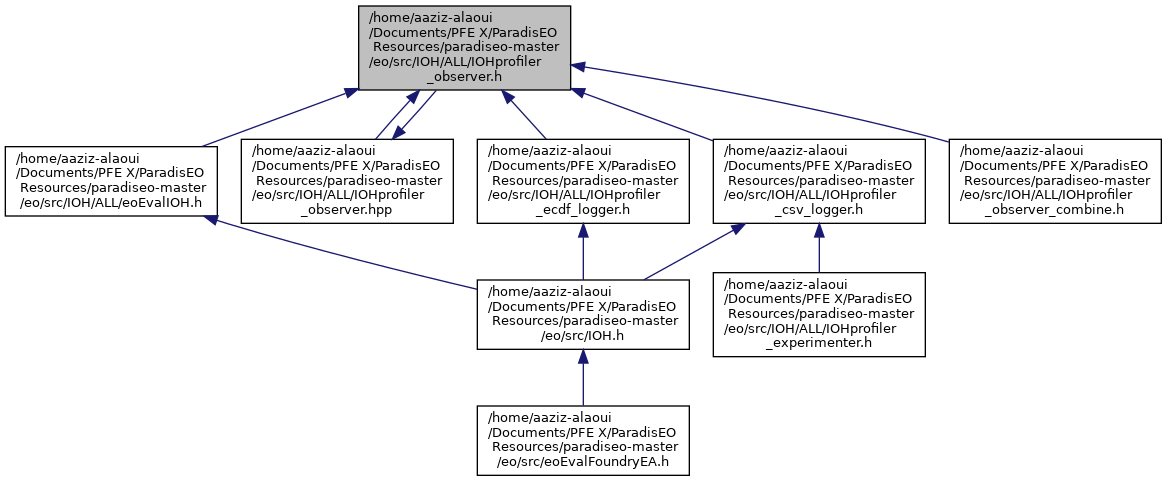 /home/aaziz-alaoui
/Documents/PFE X/ParadisEO
Resources/paradiseo-master
/eo/src/IOH/ALL/IOHprofiler
_observer.h
/home/aaziz-alaoui
/Documents/PFE X/ParadisEO
Resources/paradiseo-master
/eo/src/IOH/ALL/eoEvalIOH.h
/home/aaziz-alaoui
/Documents/PFE X/ParadisEO
Resources/paradiseo-master
/eo/src/IOH/ALL/IOHprofiler
_observer.hpp
/home/aaziz-alaoui
/Documents/PFE X/ParadisEO
Resources/paradiseo-master
/eo/src/IOH/ALL/IOHprofiler
_ecdf_logger.h
/home/aaziz-alaoui
/Documents/PFE X/ParadisEO
Resources/paradiseo-master
/eo/src/IOH/ALL/IOHprofiler
_csv_logger.h
/home/aaziz-alaoui
/Documents/PFE X/ParadisEO
Resources/paradiseo-master
/eo/src/IOH/ALL/IOHprofiler
_observer_combine.h
/home/aaziz-alaoui
/Documents/PFE X/ParadisEO
Resources/paradiseo-master
/eo/src/IOH.h
/home/aaziz-alaoui
/Documents/PFE X/ParadisEO
Resources/paradiseo-master
/eo/src/IOH/ALL/IOHprofiler
_experimenter.h
/home/aaziz-alaoui
/Documents/PFE X/ParadisEO
Resources/paradiseo-master
/eo/src/eoEvalFoundryEA.h